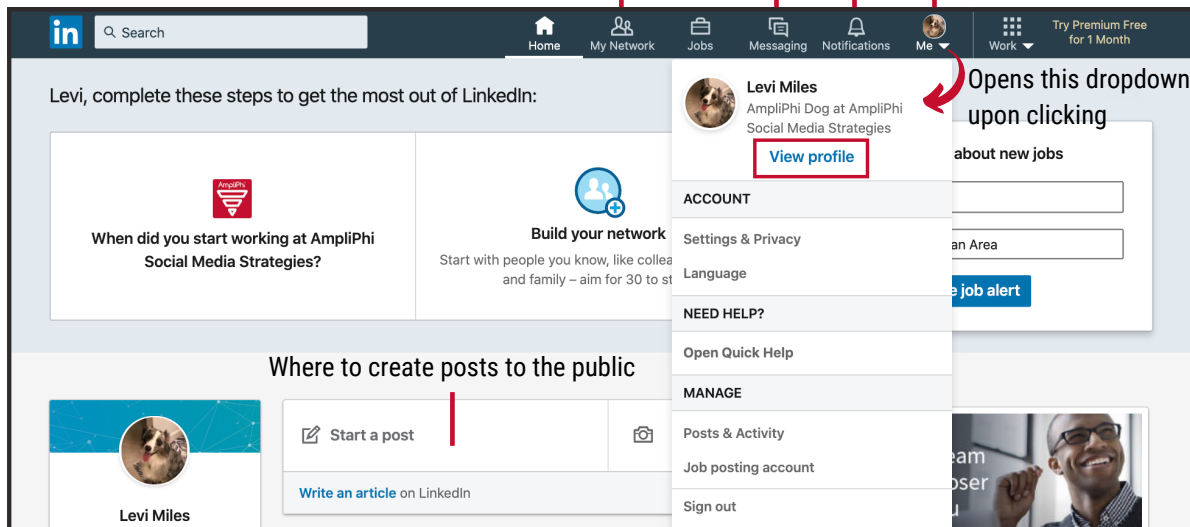 in
Search
Home
My Network
Jobs
Messaging
Notifications
Me
Work
Try Premium Free
for 1 Month
Levi, complete these steps to get the most out of LinkedIn:
Opens this dropdown
upon clicking
Levi Miles
AmpliPhi Dog at AmpliPhi
Social Media Strategies
View profile
ACCOUNT
Settings & Privacy
Language
NEED HELP?
Open Quick Help
MANAGE
Posts & Activity
Job posting account
Sign out
AmpliPhi
When did you start working at AmpliPhi
Social Media Strategies?
Build your network
Start with people you know, like collea
and family – aim for 30 to st
about new jobs
an Area
job alert
Where to create posts to the public
Start a post
Write an article on LinkedIn
Levi Miles